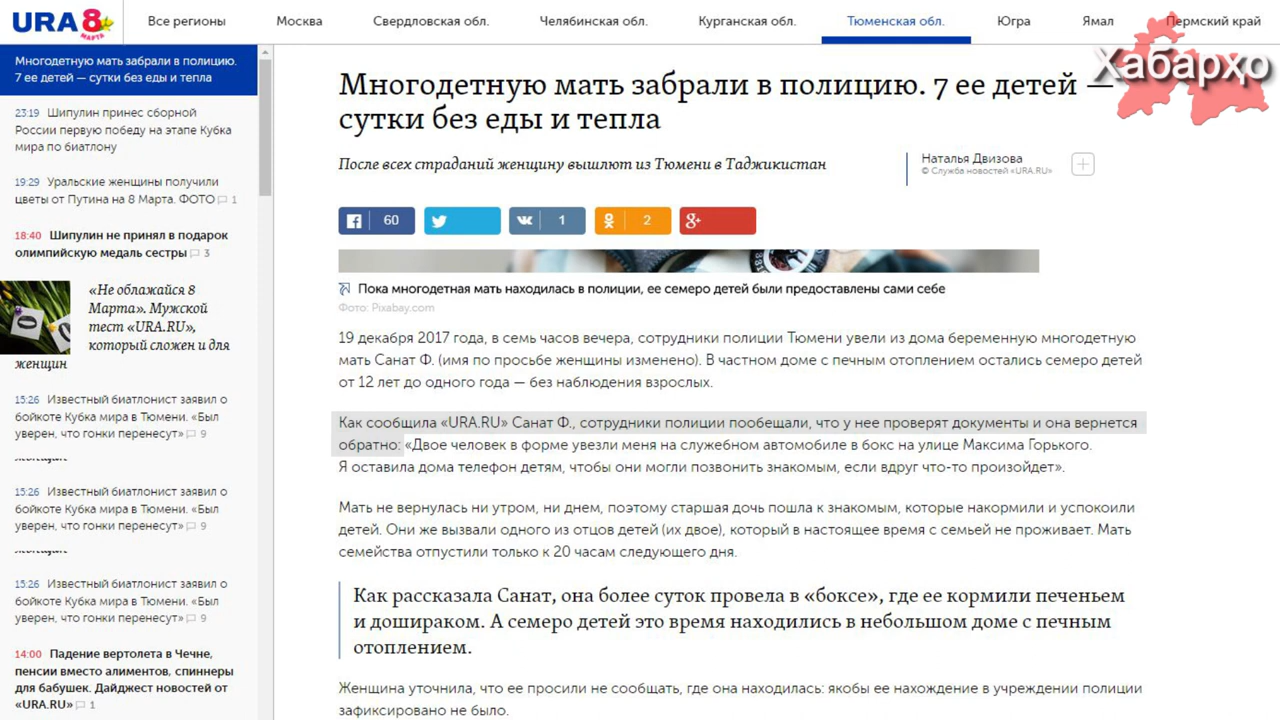 URA 8 МАРТА
Все регионы
Москва
Свердловская обл.
Челябинская обл.
Курганская обл.
Тюменская обл.
Югра
Ямал
Пермский край
Хабарҳо
Многодетную мать забрали в полицию.
7 ее детей — сутки без еды и тепла
23:19 Шипулин принес сборной
России первую победу на этапе Кубка
мира по биатлону
19:29 Уральские женщины получили
цветы от Путина на 8 Марта. ФОТО 1
18:40 Шипулин не принял в подарок
олимпийскую медаль сестры 3
«Не облажайся 8
Марта». Мужской
тест «URA.RU»,
который сложен и для
женщин
15:26 Известный биатлонист заявил о
бойкоте Кубка мира в Тюмени. «Был
уверен, что гонки перенесут» 9
15:26 Известный биатлонист заявил о
бойкоте Кубка мира в Тюмени. «Был
уверен, что гонки перенесут» 9
15:26 Известный биатлонист заявил о
бойкоте Кубка мира в Тюмени. «Был
уверен, что гонки перенесут» 9
14:00 Падение вертолета в Чечне,
пенсии вместо алиментов, спиннеры
для бабушек. Дайджест новостей от
«URA.RU» 1
Многодетную мать забрали в полицию. 7 ее детей —
сутки без еды и тепла
После всех страданий женщину вышлют из Тюмени в Таджикистан
Наталья Двизова
© Служба новостей «URA.RU»
60
1
2
Пока многодетная мать находилась в полиции, ее семеро детей были предоставлены сами себе
Фото: Pixabay.com
19 декабря 2017 года, в семь часов вечера, сотрудники полиции Тюмени увели из дома беременную многодетную
мать Санат Ф. (имя по просьбе женщины изменено). В частном доме с печным отоплением остались семеро детей
от 12 лет до одного года — без наблюдения взрослых.
Как сообщила «URA.RU» Санат Ф., сотрудники полиции пообещали, что у нее проверят документы и она вернется
обратно: «Двое человек в форме увезли меня на служебном автомобиле в бокс на улице Максима Горького.
Я оставила дома телефон детям, чтобы они могли позвонить знакомым, если вдруг что-то произойдет».
Мать не вернулась ни утром, ни днем, поэтому старшая дочь пошла к знакомым, которые накормили и успокоили
детей. Они же вызвали одного из отцов детей (их двое), который в настоящее время с семьей не проживает. Мать
семейства отпустили только к 20 часам следующего дня.
Как рассказала Санат, она более суток провела в «боксе», где ее кормили печеньем
и дошираком. А семеро детей это время находились в небольшом доме с печным
отоплением.
Женщина уточнила, что ее просили не сообщать, где она находилась: якобы ее нахождение в учреждении полиции
зафиксировано не было.